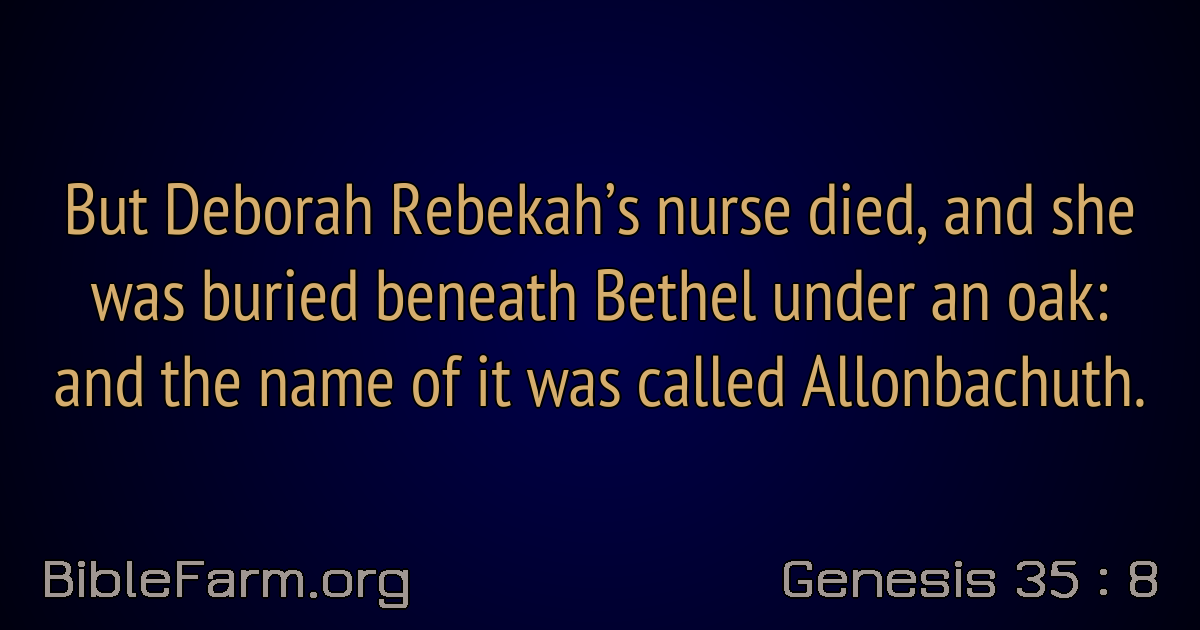 But Deborah Rebekah’s nurse died, and she
was buried beneath Bethel under an oak:
and the name of it was called Allonbachuth.
BibleFarm.org
Genesis 35 : 8